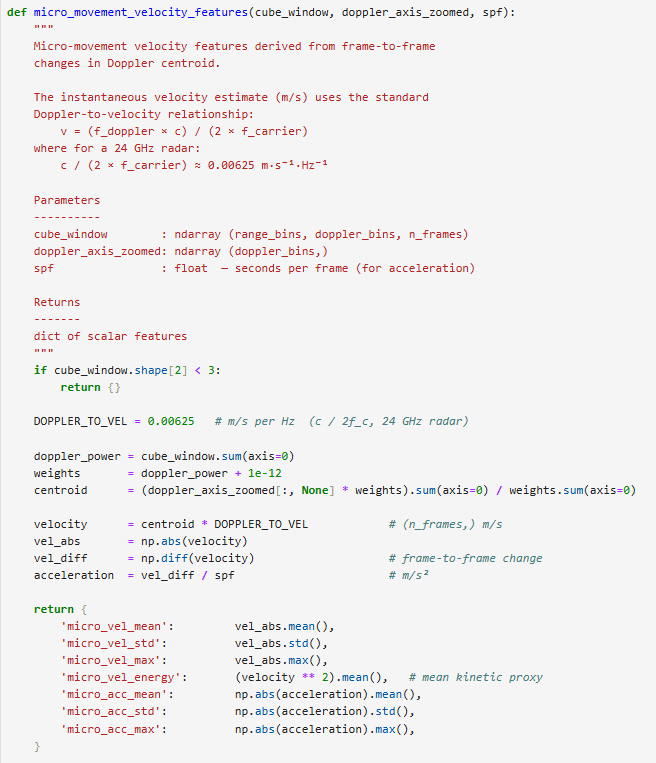 def micro_movement_velocity_features(cube_window, doppler_axis_zoomed, spf):
    """
    Micro-movement velocity features derived from frame-to-frame
    changes in Doppler centroid.

    The instantaneous velocity estimate (m/s) uses the standard
    Doppler-to-velocity relationship:
        v = (f_doppler × c) / (2 × f_carrier)
    where for a 24 GHz radar:
        c / (2 × f_carrier) ≈ 0.00625 m·s⁻¹·Hz⁻¹

    Parameters
    ----------
    cube_window        : ndarray (range_bins, doppler_bins, n_frames)
    doppler_axis_zoomed: ndarray (doppler_bins,)
    spf                : float  — seconds per frame (for acceleration)

    Returns
    -------
    dict of scalar features
    """
    if cube_window.shape[2] < 3:
        return {}

    DOPPLER_TO_VEL = 0.00625   # m/s per Hz  (c / 2f_c, 24 GHz radar)

    doppler_power = cube_window.sum(axis=0)
    weights       = doppler_power + 1e-12
    centroid      = (doppler_axis_zoomed[:, None] * weights).sum(axis=0) / weights.sum(axis=0)

    velocity      = centroid * DOPPLER_TO_VEL            # (n_frames,) m/s
    vel_abs       = np.abs(velocity)
    vel_diff      = np.diff(velocity)                    # frame-to-frame change
    acceleration  = vel_diff / spf                       # m/s²

    return {
        'micro_vel_mean':         vel_abs.mean(),
        'micro_vel_std':          vel_abs.std(),
        'micro_vel_max':          vel_abs.max(),
        'micro_vel_energy':       (velocity ** 2).mean(),   # mean kinetic proxy
        'micro_acc_mean':         np.abs(acceleration).mean(),
        'micro_acc_std':          np.abs(acceleration).std(),
        'micro_acc_max':          np.abs(acceleration).max(),
    }